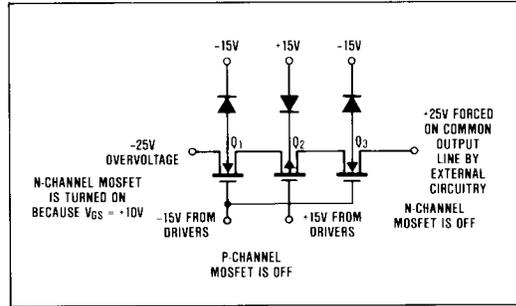 -15V
+15V
-15V
Q1
Q2
Q3
-25V
OVERVOLTAGE
+25V FORCED
ON COMMON
OUTPUT
LINE BY
EXTERNAL
CIRCUITRY
N-CHANNEL MOSFET
IS TURNED ON
BECAUSE VGS = +10V
-15V FROM
DRIVERS
+15V FROM
DRIVERS
N-CHANNEL
MOSFET IS OFF
P-CHANNEL
MOSFET IS OFF